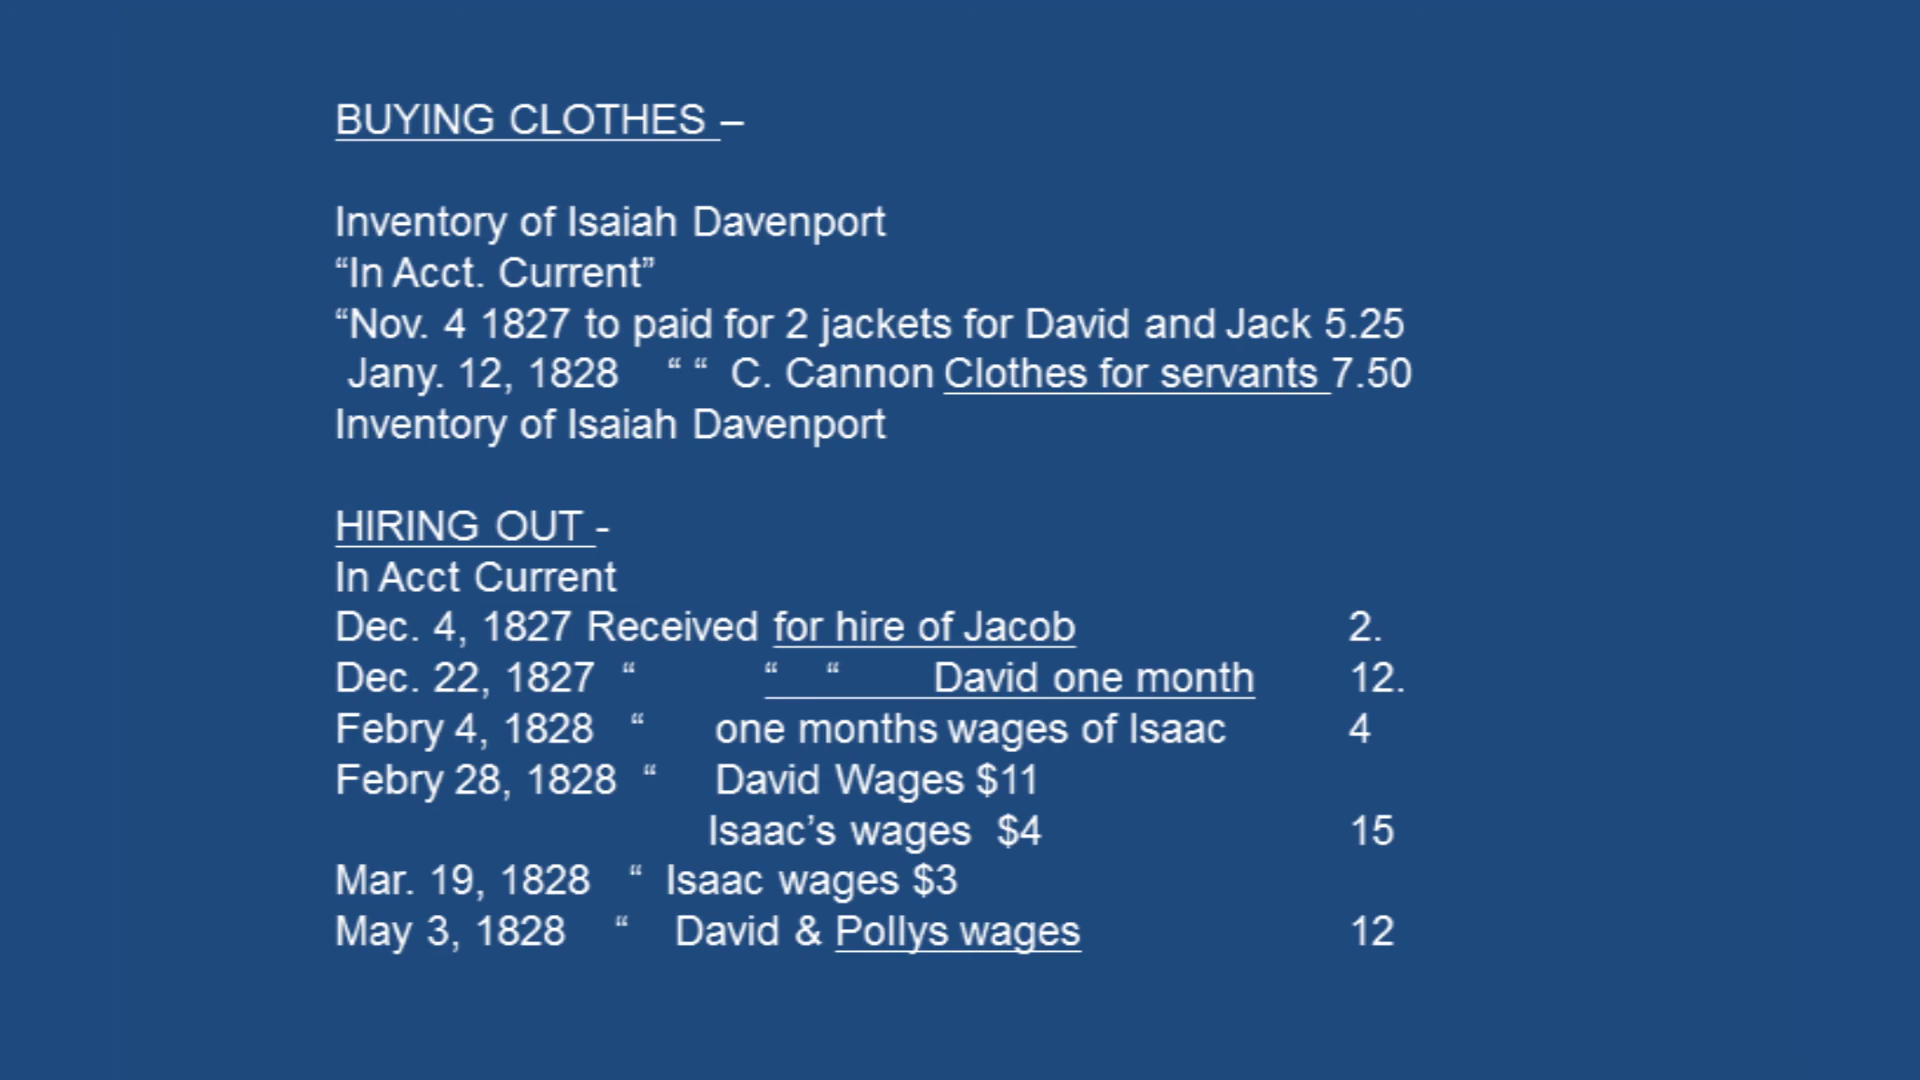 BUYING CLOTHES –
Inventory of Isaiah Davenport
“In Acct. Current”
“Nov. 4 1827 to paid for 2 jackets for David and Jack 5.25
Jany. 12, 1828 “ “ C. Cannon Clothes for servants 7.50
Inventory of Isaiah Davenport
HIRING OUT -
In Acct Current
Dec. 4, 1827 Received for hire of Jacob 2.
Dec. 22, 1827 “ “ “ David one month 12.
Febry 4, 1828 “ one months wages of Isaac 4
Febry 28, 1828 “ David Wages $11
Isaac’s wages $4 15
Mar. 19, 1828 “ Isaac wages $3
May 3, 1828 “ David & Pollys wages 12